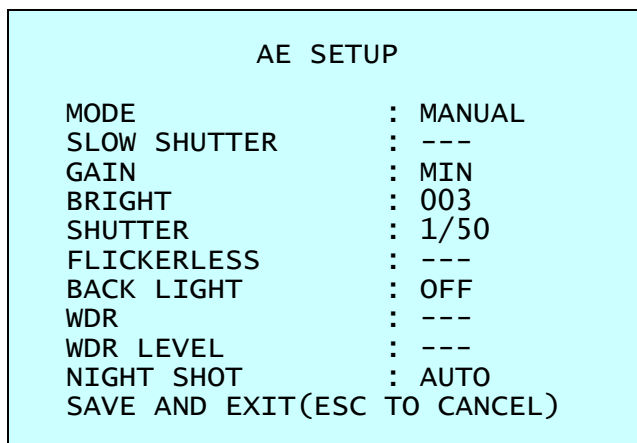 AE SETUP
MODE : MANUAL
SLOW SHUTTER : ---
GAIN : MIN
BRIGHT : 003
SHUTTER : 1/50
FLICKERLESS : ---
BACK LIGHT : OFF
WDR : ---
WDR LEVEL : ---
NIGHT SHOT : AUTO
SAVE AND EXIT(ESC TO CANCEL)